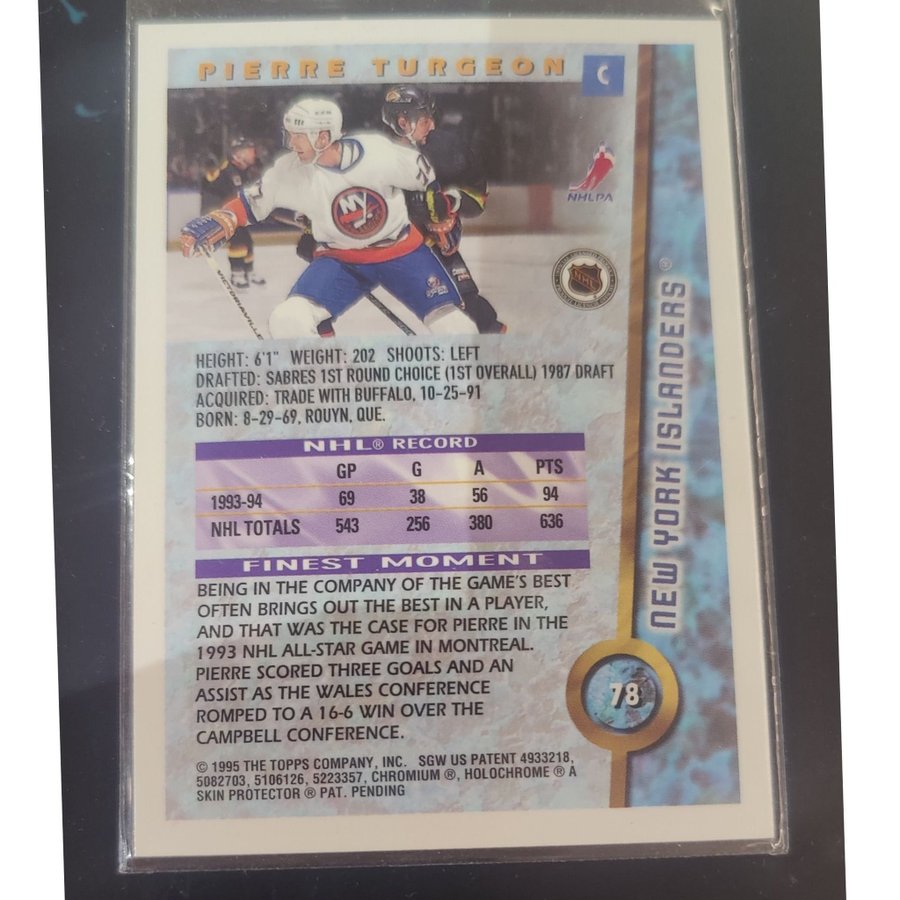 PIERRE TURGEON C
NHLPA
NHL
NY
VICTORIAVILLE
HEIGHT: 6'1" WEIGHT: 202 SHOOTS: LEFT
DRAFTED: SABRES 1ST ROUND CHOICE (1ST OVERALL) 1987 DRAFT
ACQUIRED: TRADE WITH BUFFALO, 10-25-91
BORN: 8-29-69, ROUYN, QUE.
NHL® RECORD
GP G A PTS
1993-94 69 38 56 94
NHL TOTALS 543 256 380 636
FINEST MOMENT
BEING IN THE COMPANY OF THE GAME'S BEST
OFTEN BRINGS OUT THE BEST IN A PLAYER,
AND THAT WAS THE CASE FOR PIERRE IN THE
1993 NHL ALL-STAR GAME IN MONTREAL.
PIERRE SCORED THREE GOALS AND AN
ASSIST AS THE WALES CONFERENCE
ROMPED TO A 16-6 WIN OVER THE
CAMPBELL CONFERENCE.
© 1995 THE TOPPS COMPANY, INC. SGW US PATENT 4933218,
5082703, 5106126, 5223357, CHROMIUM ®, HOLOCHROME ® A
SKIN PROTECTOR ® PAT. PENDING
NEW YORK ISLANDERS®
78